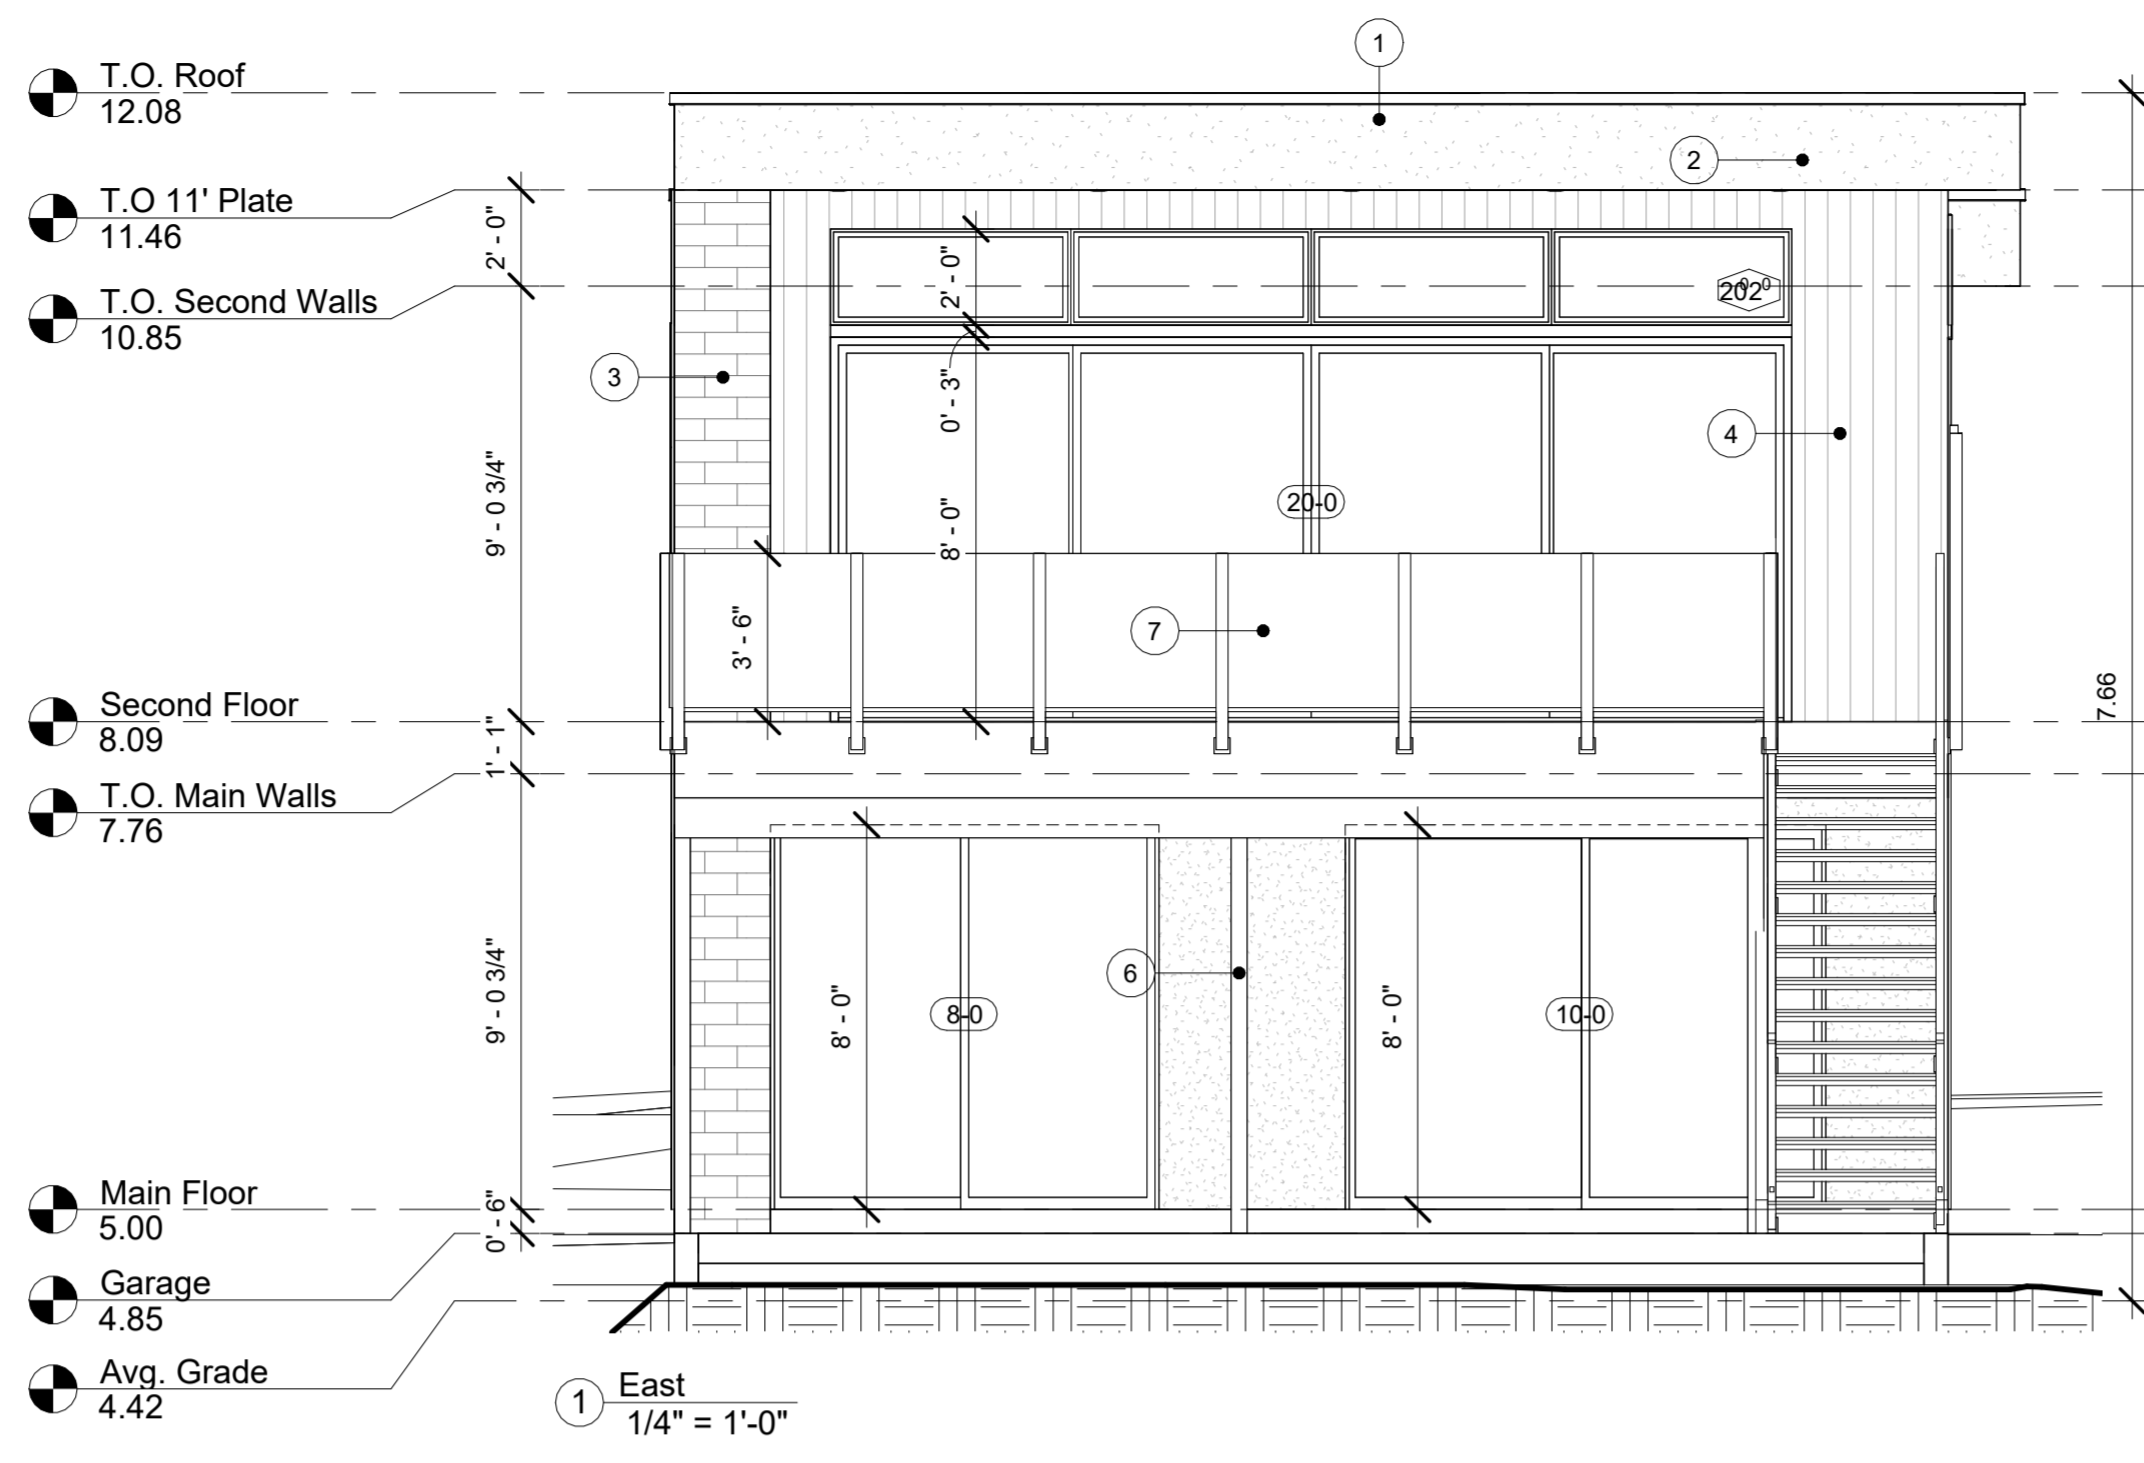 1
T.O. Roof
12.08
2
T.O 11' Plate
11.46
2' - 0"
2' - 0"
20⁰2⁰
T.O. Second Walls
10.85
3
0' - 3"
4
9' - 0 3/4"
8' - 0"
20-0
3' - 6"
7
7.66
Second Floor
8.09
1' - 1"
T.O. Main Walls
7.76
6
9' - 0 3/4"
8' - 0"
8-0
8' - 0"
10-0
Main Floor
5.00
0' - 6"
Garage
4.85
Avg. Grade
4.42
1 East
1/4" = 1'-0"